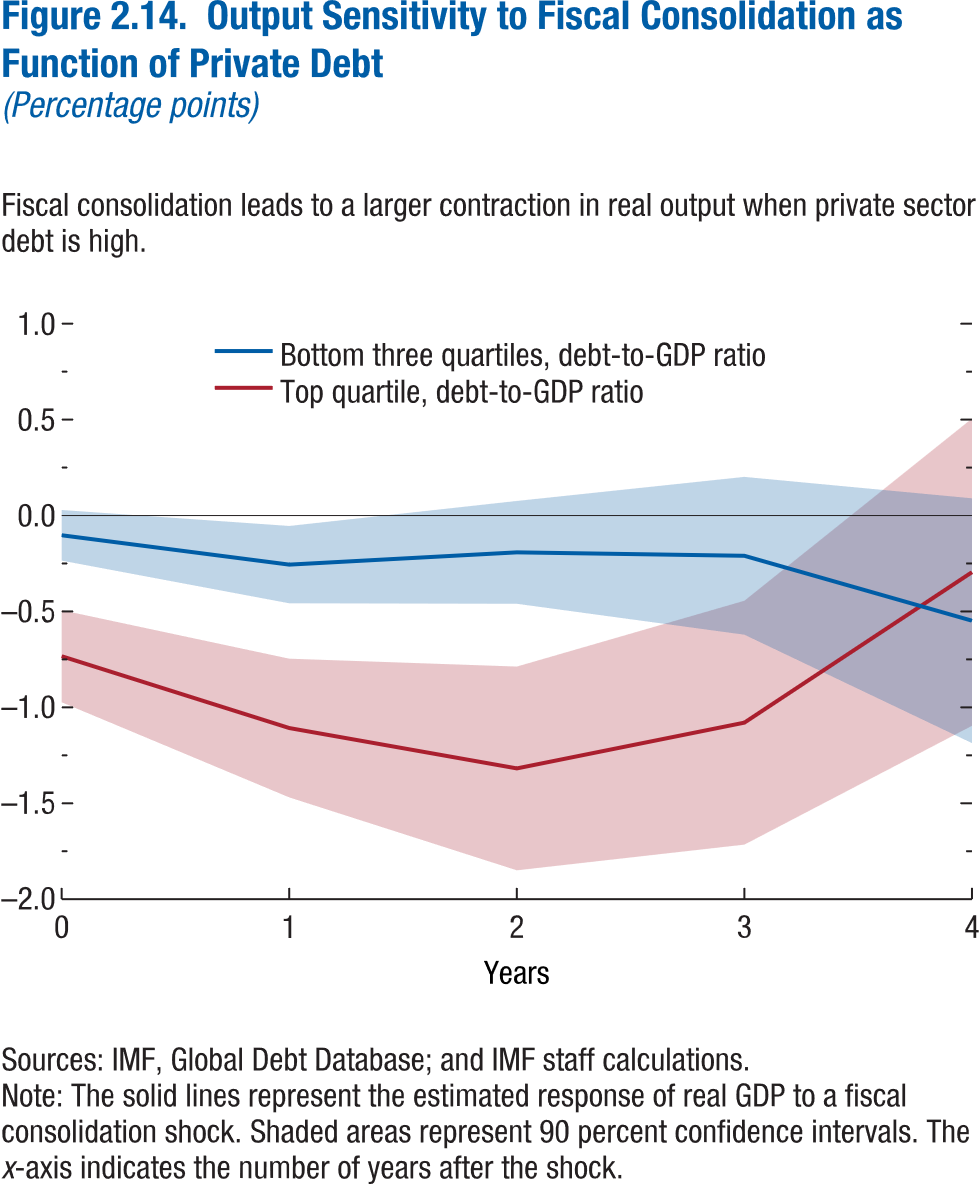 Figure 2.14. Output Sensitivity to Fiscal Consolidation as
Function of Private Debt
(Percentage points)
Fiscal consolidation leads to a larger contraction in real output when private sector
debt is high.
1.0
Bottom three quartiles, debt-to-GDP ratio
Top quartile, debt-to-GDP ratio
0.5
0.0
–0.5
–1.0
–1.5
–2.0
0 1 2 3 4
Years
Sources: IMF, Global Debt Database; and IMF staff calculations.
Note: The solid lines represent the estimated response of real GDP to a fiscal
consolidation shock. Shaded areas represent 90 percent confidence intervals. The
x-axis indicates the number of years after the shock.